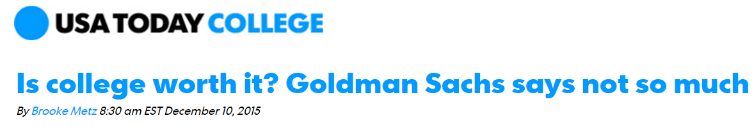 USA TODAY COLLEGE
Is college worth it? Goldman Sachs says not so much
By Brooke Metz 8:30 am EST December 10, 2015